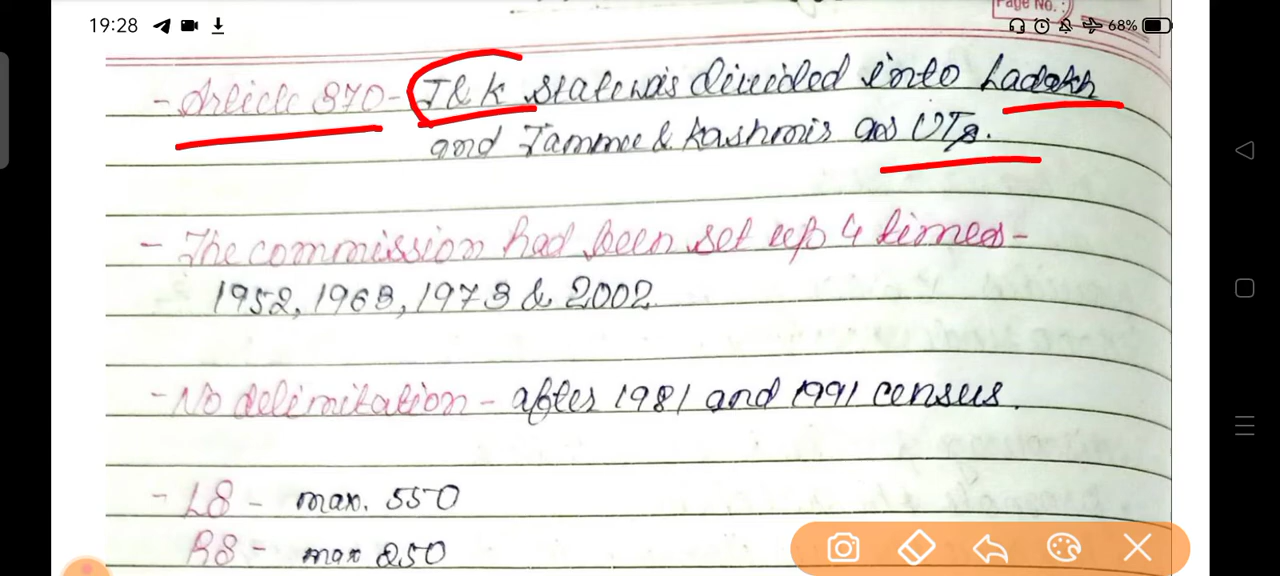 Page No. :
19:28 68%
- Article 370 - J & K state was divided into Ladakh
and Jammu & Kashmir as UTs.
- The commission had been set up 4 times -
1952, 1963, 1973 & 2002
- No delimitation - after 1981 and 1991 census.
- LS - max. 550
RS - max 250